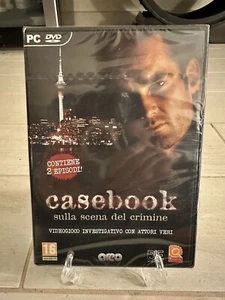 PC DVD
CONTIENE
2 EPISODI!
casebook
sulla scena del crimine
VIDEOGIOCO INVESTIGATIVO CON ATTORI VERI
16